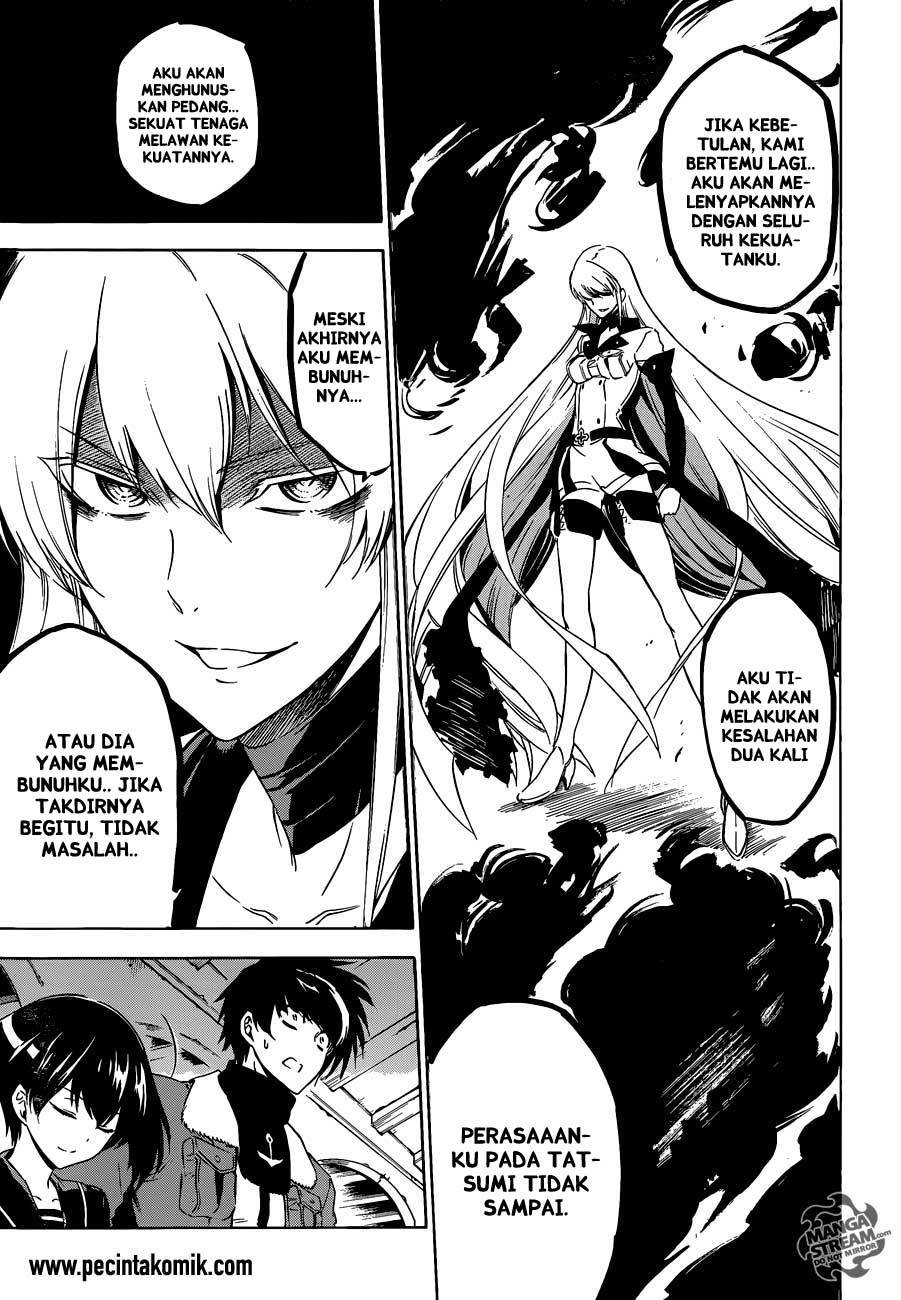 JIKA KEBE-
TULAN, KAMI
BERTEMU LAGI..
AKU AKAN ME-
LENYAPKANNYA
DENGAN SELU-
RUH KEKUA-
TANKU.
AKU TI-
DAK AKAN
MELAKUKAN
KESALAHAN
DUA KALI
PERASAAAN-
KU PADA TAT-
SUMI TIDAK
SAMPAI.
AKU AKAN
MENGHUNUS-
KAN PEDANG...
SEKUAT TENAGA
MELAWAN KE-
KUATANNYA.
MESKI
AKHIRNYA
AKU MEM-
BUNUH-
NYA...
ATAU DIA
YANG MEM-
BUNUHKU.. JIKA
TAKDIRNYA
BEGITU, TIDAK
MASALAH..
www.pecintakomik.com
MANGA
STREAM.com
DO NOT MIRROR